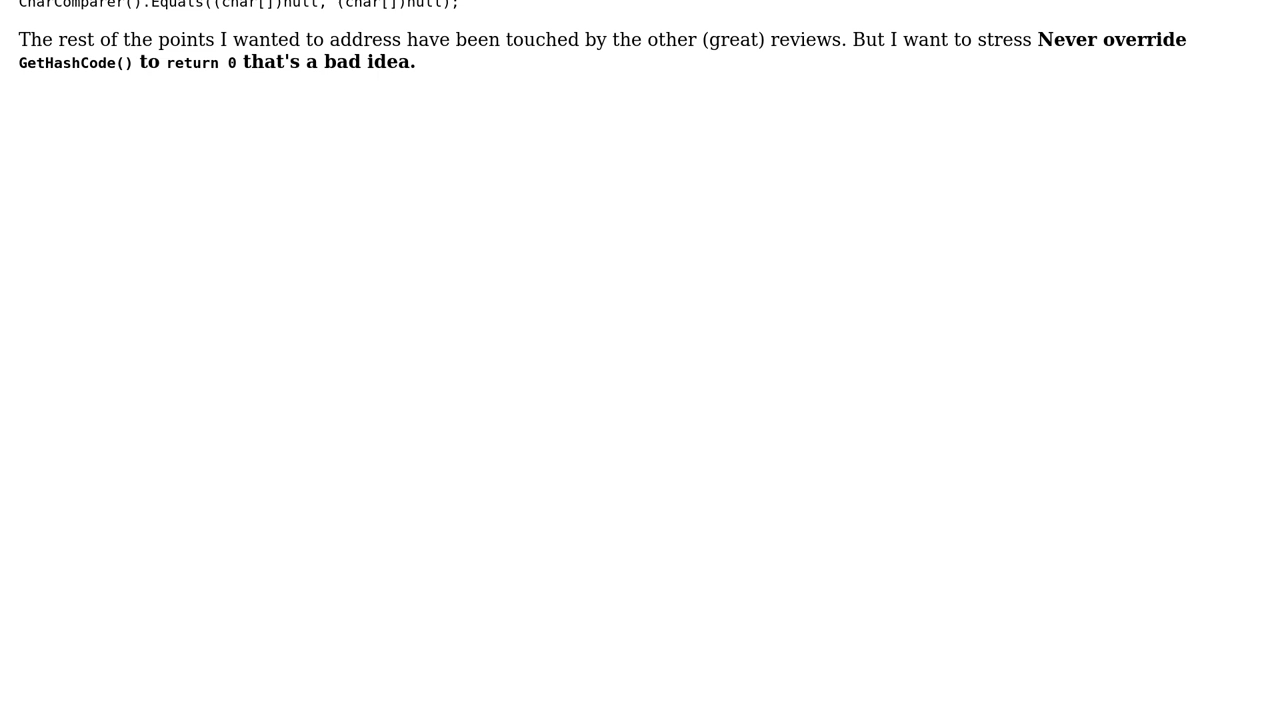 CharComparer().Equals((char[])null, (char[])null);
The rest of the points I wanted to address have been touched by the other (great) reviews. But I want to stress Never override
GetHashCode() to return 0 that's a bad idea.